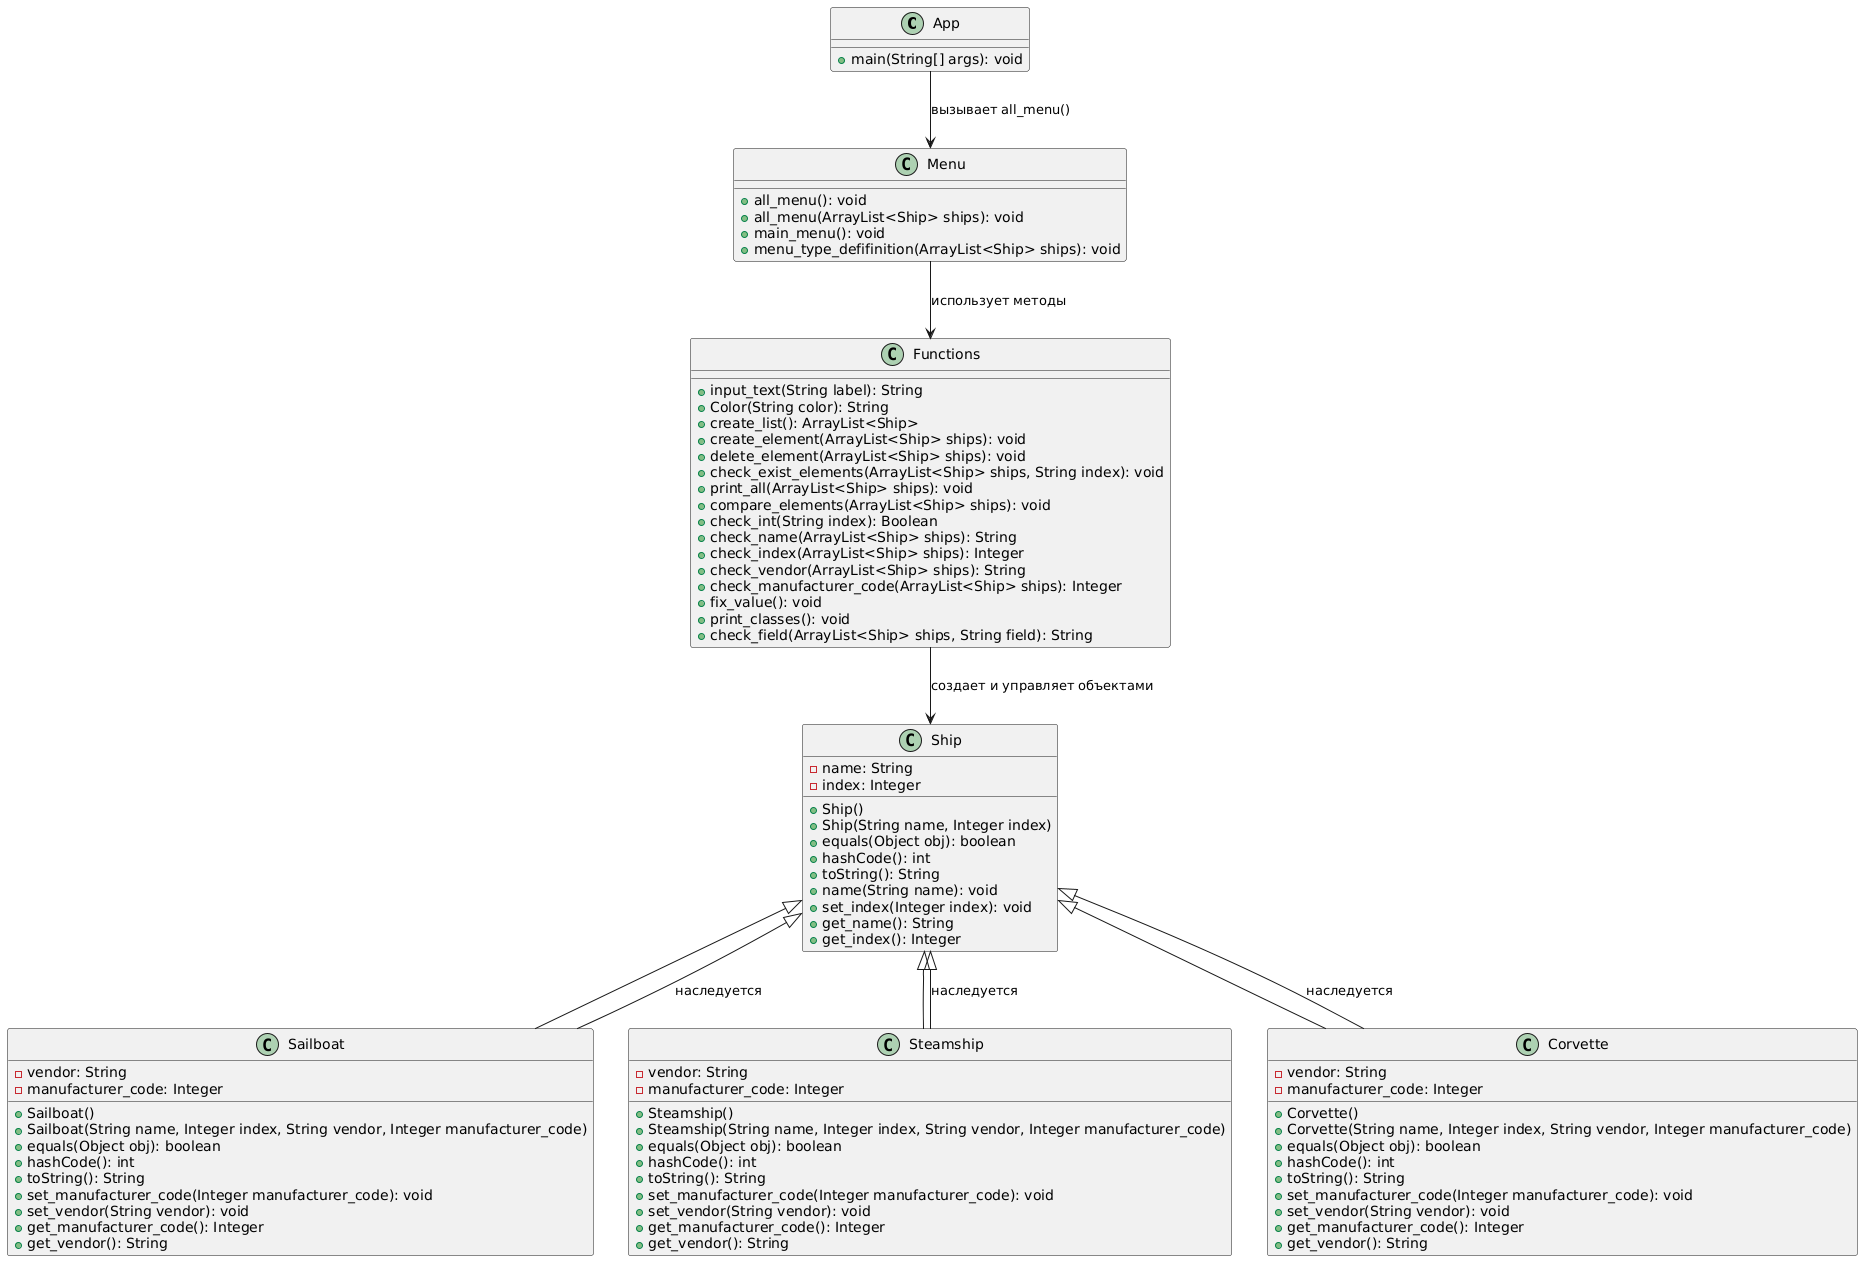 App
main(String[] args): void
вызывает all_menu()
Menu
all_menu(): void
all_menu(ArrayList<Ship> ships): void
main_menu(): void
menu_type_defifinition(ArrayList<Ship> ships): void
использует методы
Functions
input_text(String label): String
Color(String color): String
create_list(): ArrayList<Ship>
create_element(ArrayList<Ship> ships): void
delete_element(ArrayList<Ship> ships): void
check_exist_elements(ArrayList<Ship> ships, String index): void
print_all(ArrayList<Ship> ships): void
compare_elements(ArrayList<Ship> ships): void
check_int(String index): Boolean
check_name(ArrayList<Ship> ships): String
check_index(ArrayList<Ship> ships): Integer
check_vendor(ArrayList<Ship> ships): String
check_manufacturer_code(ArrayList<Ship> ships): Integer
fix_value(): void
print_classes(): void
check_field(ArrayList<Ship> ships, String field): String
создает и управляет объектами
Ship
name: String
index: Integer
Ship()
Ship(String name, Integer index)
equals(Object obj): boolean
hashCode(): int
toString(): String
name(String name): void
set_index(Integer index): void
get_name(): String
get_index(): Integer
наследуется
наследуется
наследуется
Sailboat
vendor: String
manufacturer_code: Integer
Sailboat()
Sailboat(String name, Integer index, String vendor, Integer manufacturer_code)
equals(Object obj): boolean
hashCode(): int
toString(): String
set_manufacturer_code(Integer manufacturer_code): void
set_vendor(String vendor): void
get_manufacturer_code(): Integer
get_vendor(): String
Steamship
vendor: String
manufacturer_code: Integer
Steamship()
Steamship(String name, Integer index, String vendor, Integer manufacturer_code)
equals(Object obj): boolean
hashCode(): int
toString(): String
set_manufacturer_code(Integer manufacturer_code): void
set_vendor(String vendor): void
get_manufacturer_code(): Integer
get_vendor(): String
Corvette
vendor: String
manufacturer_code: Integer
Corvette()
Corvette(String name, Integer index, String vendor, Integer manufacturer_code)
equals(Object obj): boolean
hashCode(): int
toString(): String
set_manufacturer_code(Integer manufacturer_code): void
set_vendor(String vendor): void
get_manufacturer_code(): Integer
get_vendor(): String